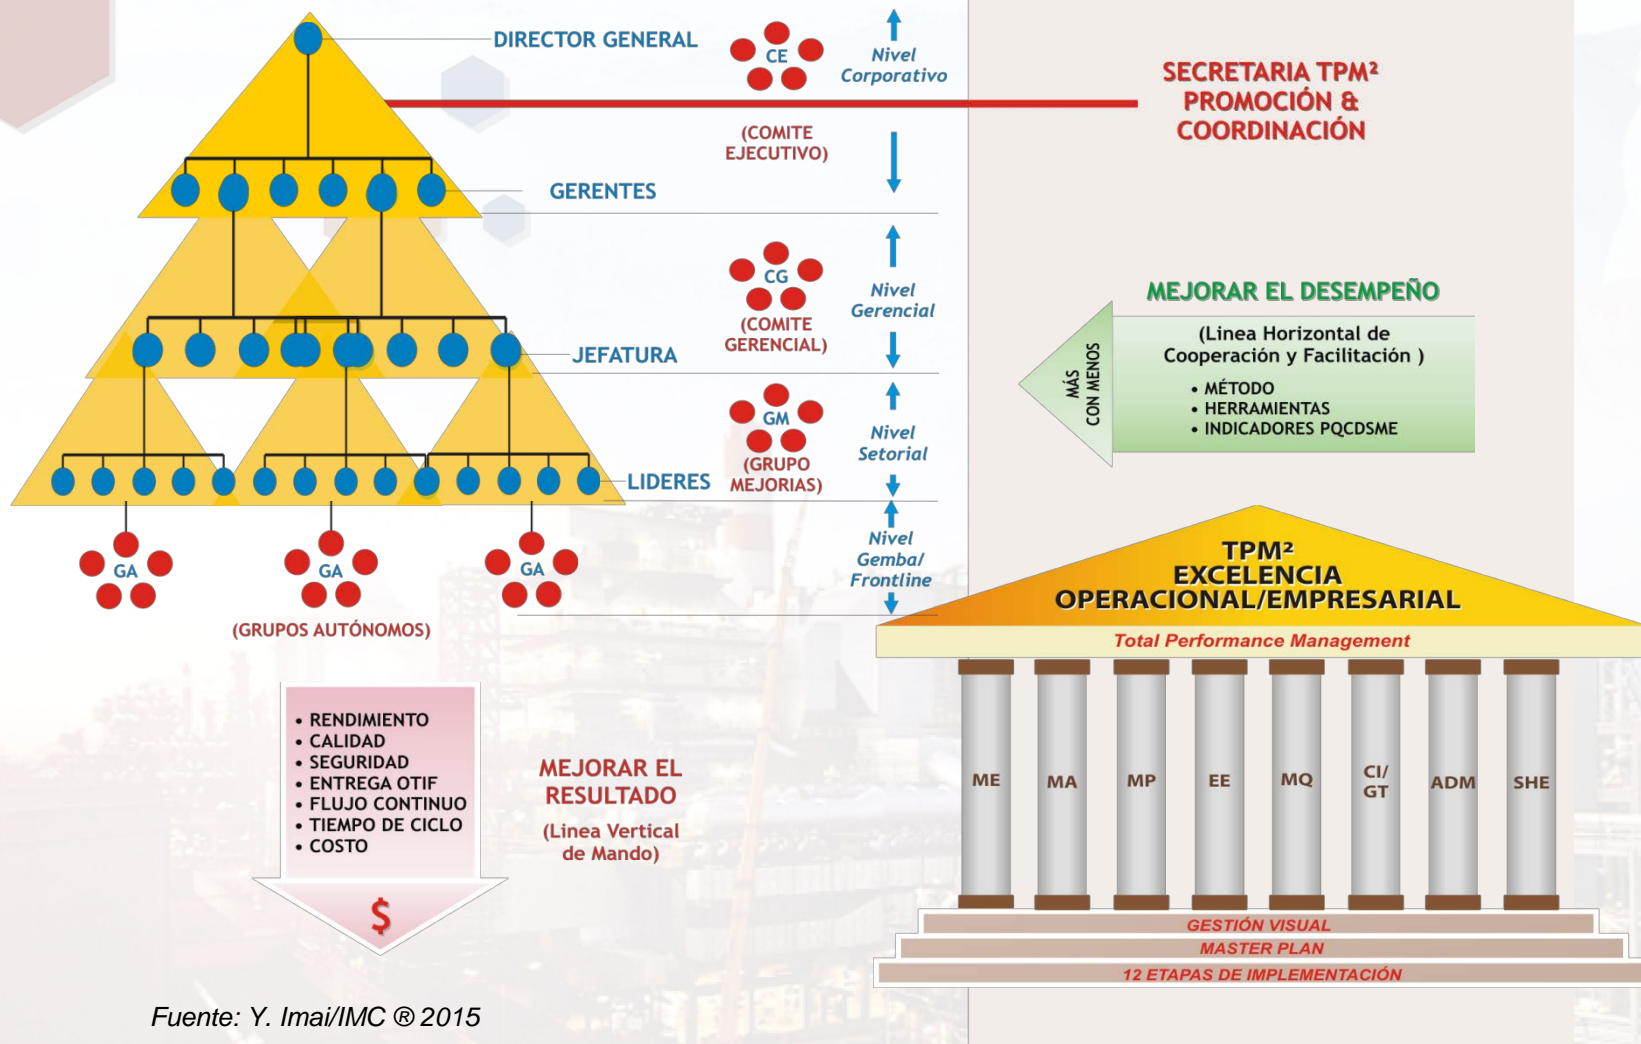 DIRECTOR GENERAL
CE
Nivel
Corporativo
(COMITE
EJECUTIVO)
SECRETARIA TPM²
PROMOCIÓN &
COORDINACIÓN
GERENTES
CG
(COMITE
GERENCIAL)
Nivel
Gerencial
JEFATURA
GM
(GRUPO
MEJORIAS)
Nivel
Setorial
LIDERES
GA
GA
GA
(GRUPOS AUTÓNOMOS)
Nivel
Gemba/
Frontline
MEJORAR EL DESEMPEÑO
MÁS
CON MENOS
(Linea Horizontal de
Cooperación y Facilitación )
• MÉTODO
• HERRAMIENTAS
• INDICADORES PQCDSME
• RENDIMIENTO
• CALIDAD
• SEGURIDAD
• ENTREGA OTIF
• FLUJO CONTINUO
• TIEMPO DE CICLO
• COSTO
$
MEJORAR EL
RESULTADO
(Linea Vertical
de Mando)
TPM²
EXCELENCIA
OPERACIONAL/EMPRESARIAL
Total Performance Management
ME
MA
MP
EE
MQ
CI/
GT
ADM
SHE
GESTIÓN VISUAL
MASTER PLAN
12 ETAPAS DE IMPLEMENTACIÓN
Fuente: Y. Imai/IMC ® 2015